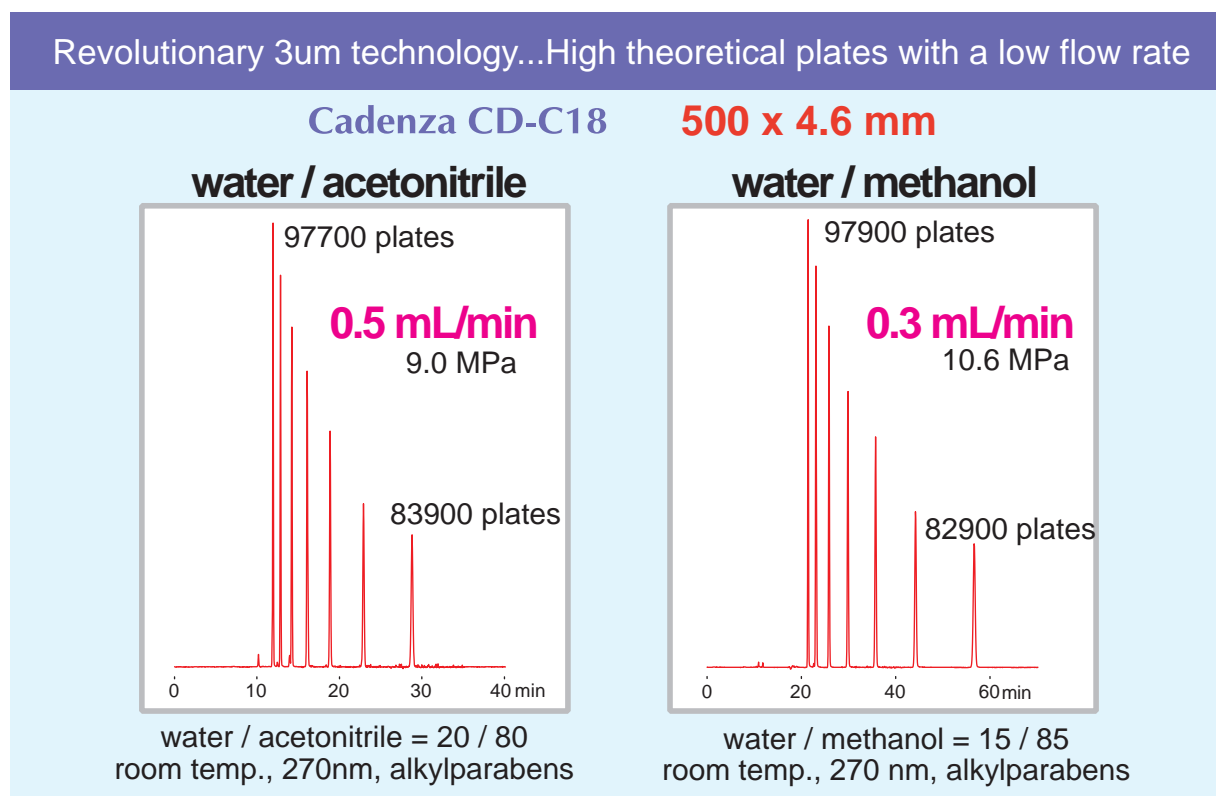 Revolutionary 3um technology...High theoretical plates with a low flow rate
Cadenza CD-C18 500 x 4.6 mm
water / acetonitrile
97700 plates
0.5 mL/min
9.0 MPa
83900 plates
0 10 20 30 40 min
water / acetonitrile = 20 / 80
room temp., 270nm, alkylparabens
water / methanol
97900 plates
0.3 mL/min
10.6 MPa
82900 plates
0 20 40 60 min
water / methanol = 15 / 85
room temp., 270 nm, alkylparabens